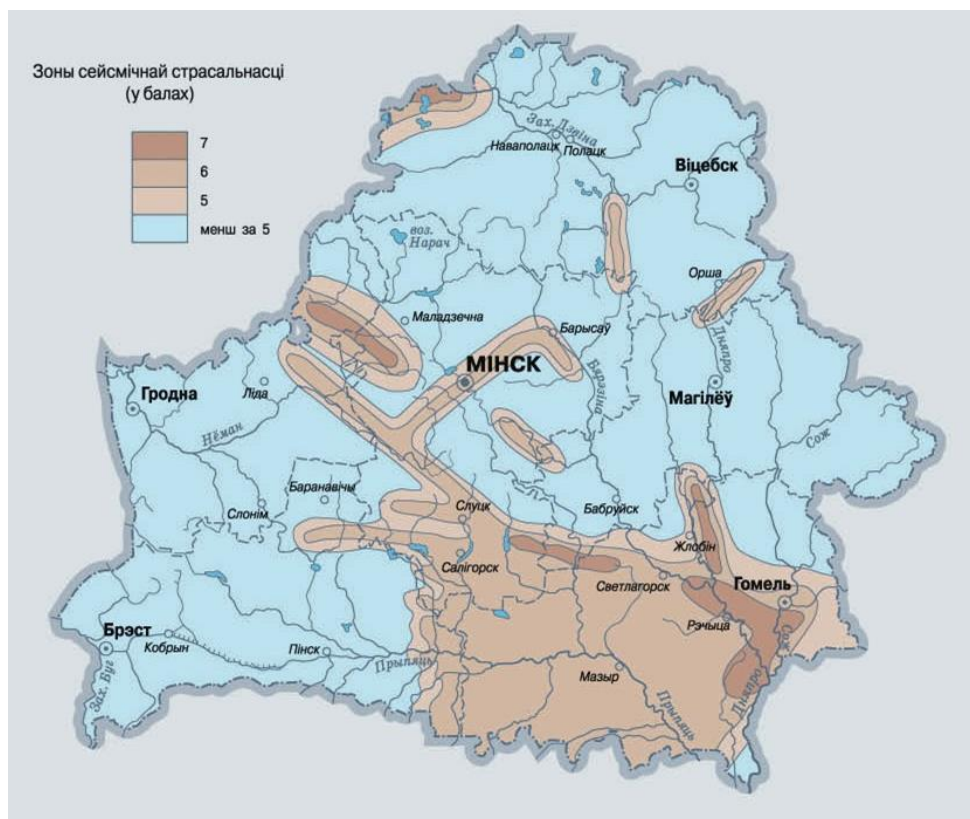 Зоны сейсмічнай страсальнасці
(у балах)
7
6
5
менш за 5
Зах. Дзвіна
Наваполацк
Полацк
Віцебск
воз.
Нарач
Орша
Маладзечна
Барысаў
МІНСК
Дняпро
Бярэзіна
Гродна
Ліда
Магілёў
Нёман
Сож
Баранавічы
Слонім
Слуцк
Бабруйск
Салігорск
Жлобін
Светлагорск
Гомель
Рэчыца
Сож
Брэст
Кобрын
Пінск
Прыпяць
Мазыр
Зах. Буг
Прыпяць
Дняпро